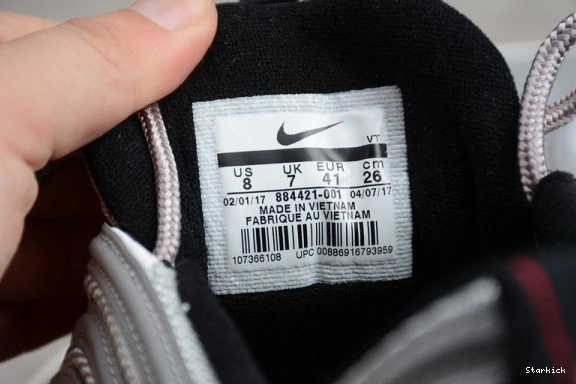 VT
US UK EUR cm
8 7 41 26
02/01/17 884421-001 04/07/17
MADE IN VIETNAM
FABRIQUE AU VIETNAM
107366108 UPC 00886916793959
Starkick